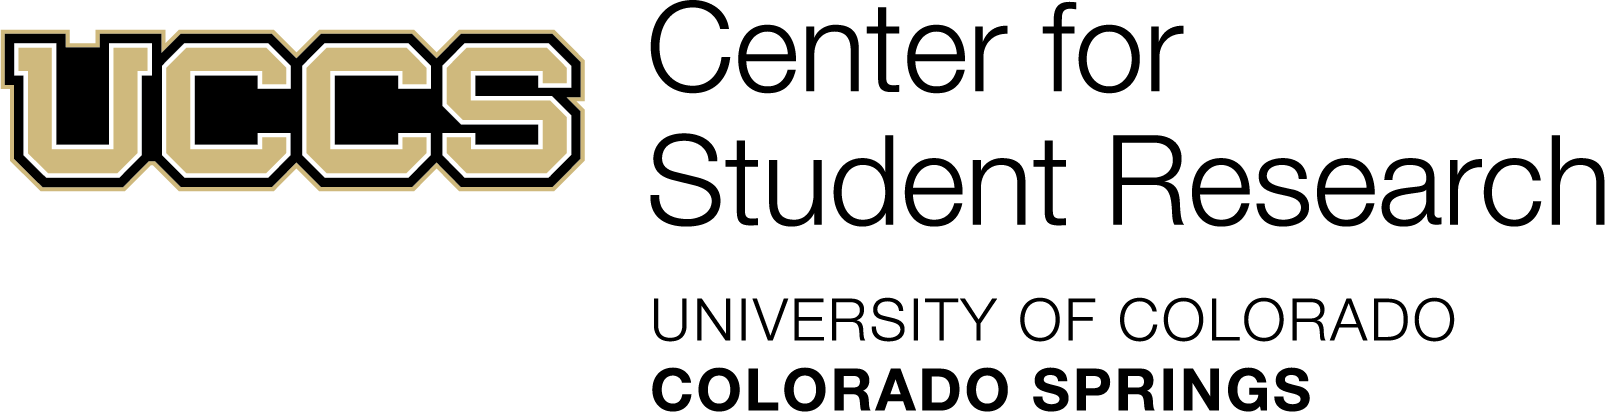 UCCS
Center for
Student Research
UNIVERSITY OF COLORADO
COLORADO SPRINGS